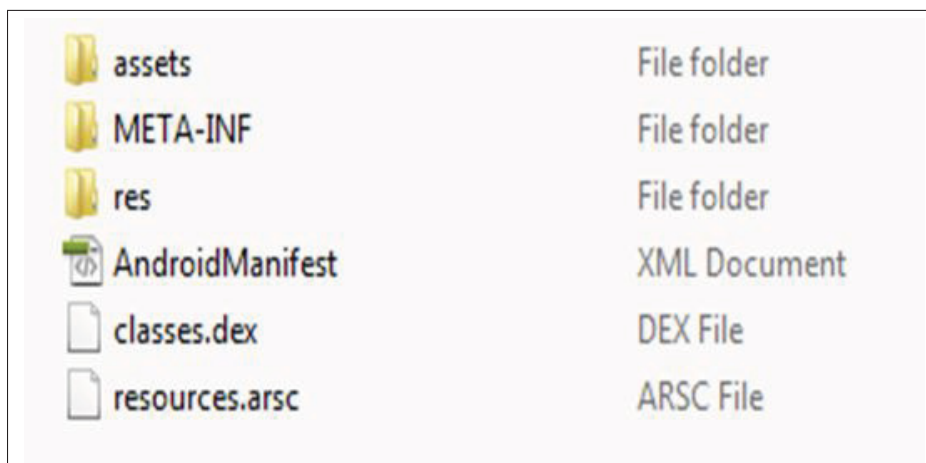 assets File folder
META-INF File folder
res File folder
AndroidManifest XML Document
classes.dex DEX File
resources.arsc ARSC File